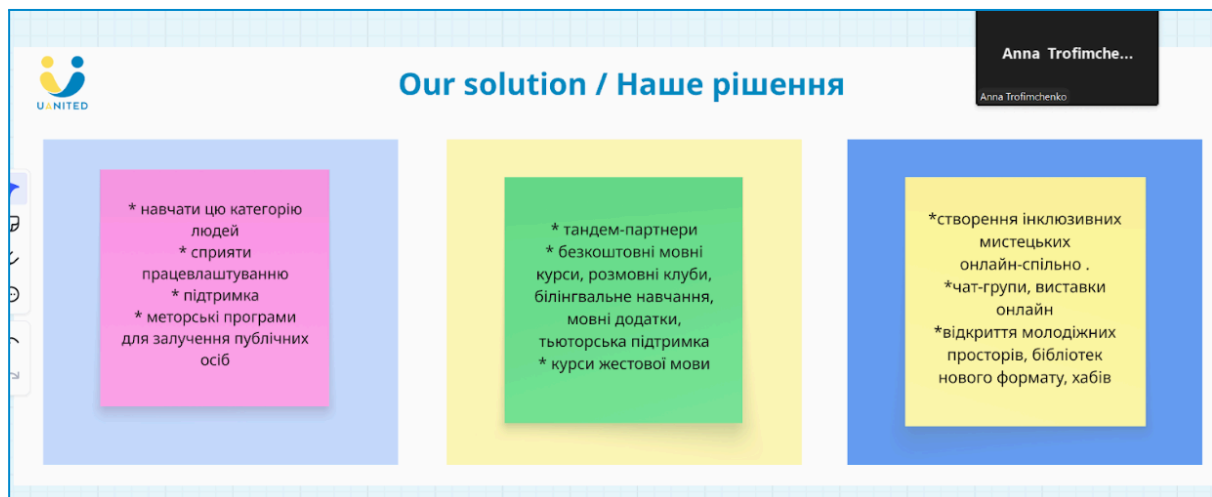 UANITED
Our solution / Наше рішення
Anna Trofimche...
Anna Trofimchenko
* навчати цю категорію
людей
* сприяти
працевлаштуванню
* підтримка
* меторські програми
для залучення публічних
осіб
* тандем-партнери
* безкоштовні мовні
курси, розмовні клуби,
білінгвальне навчання,
мовні додатки,
тьюторська підтримка
* курси жестової мови
*створення інклюзивних
мистецьких
онлайн-спільно .
*чат-групи, виставки
онлайн
*відкриття молодіжних
просторів, бібліотек
нового формату, хабів